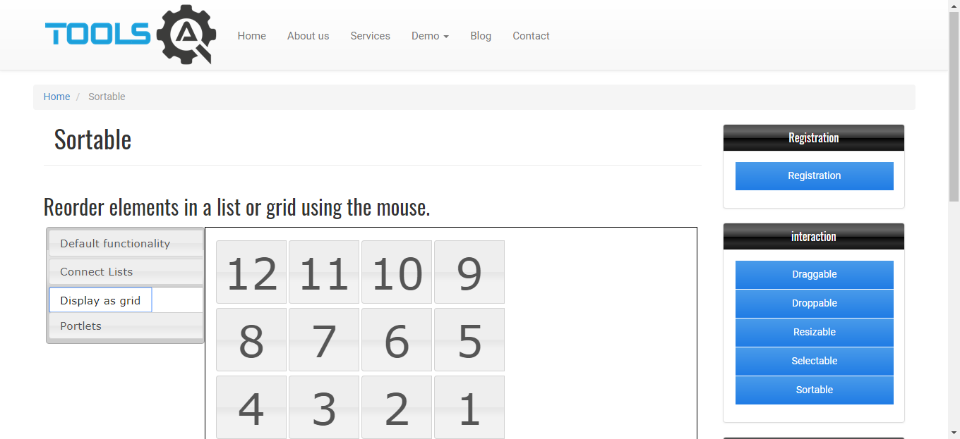 TOOLS QA
Home About us Services Demo Blog Contact
Home / Sortable
Sortable
Reorder elements in a list or grid using the mouse.
Default functionality
Connect Lists
Display as grid
Portlets
12 11 10 9
8 7 6 5
4 3 2 1
Registration
Registration
interaction
Draggable
Droppable
Resizable
Selectable
Sortable